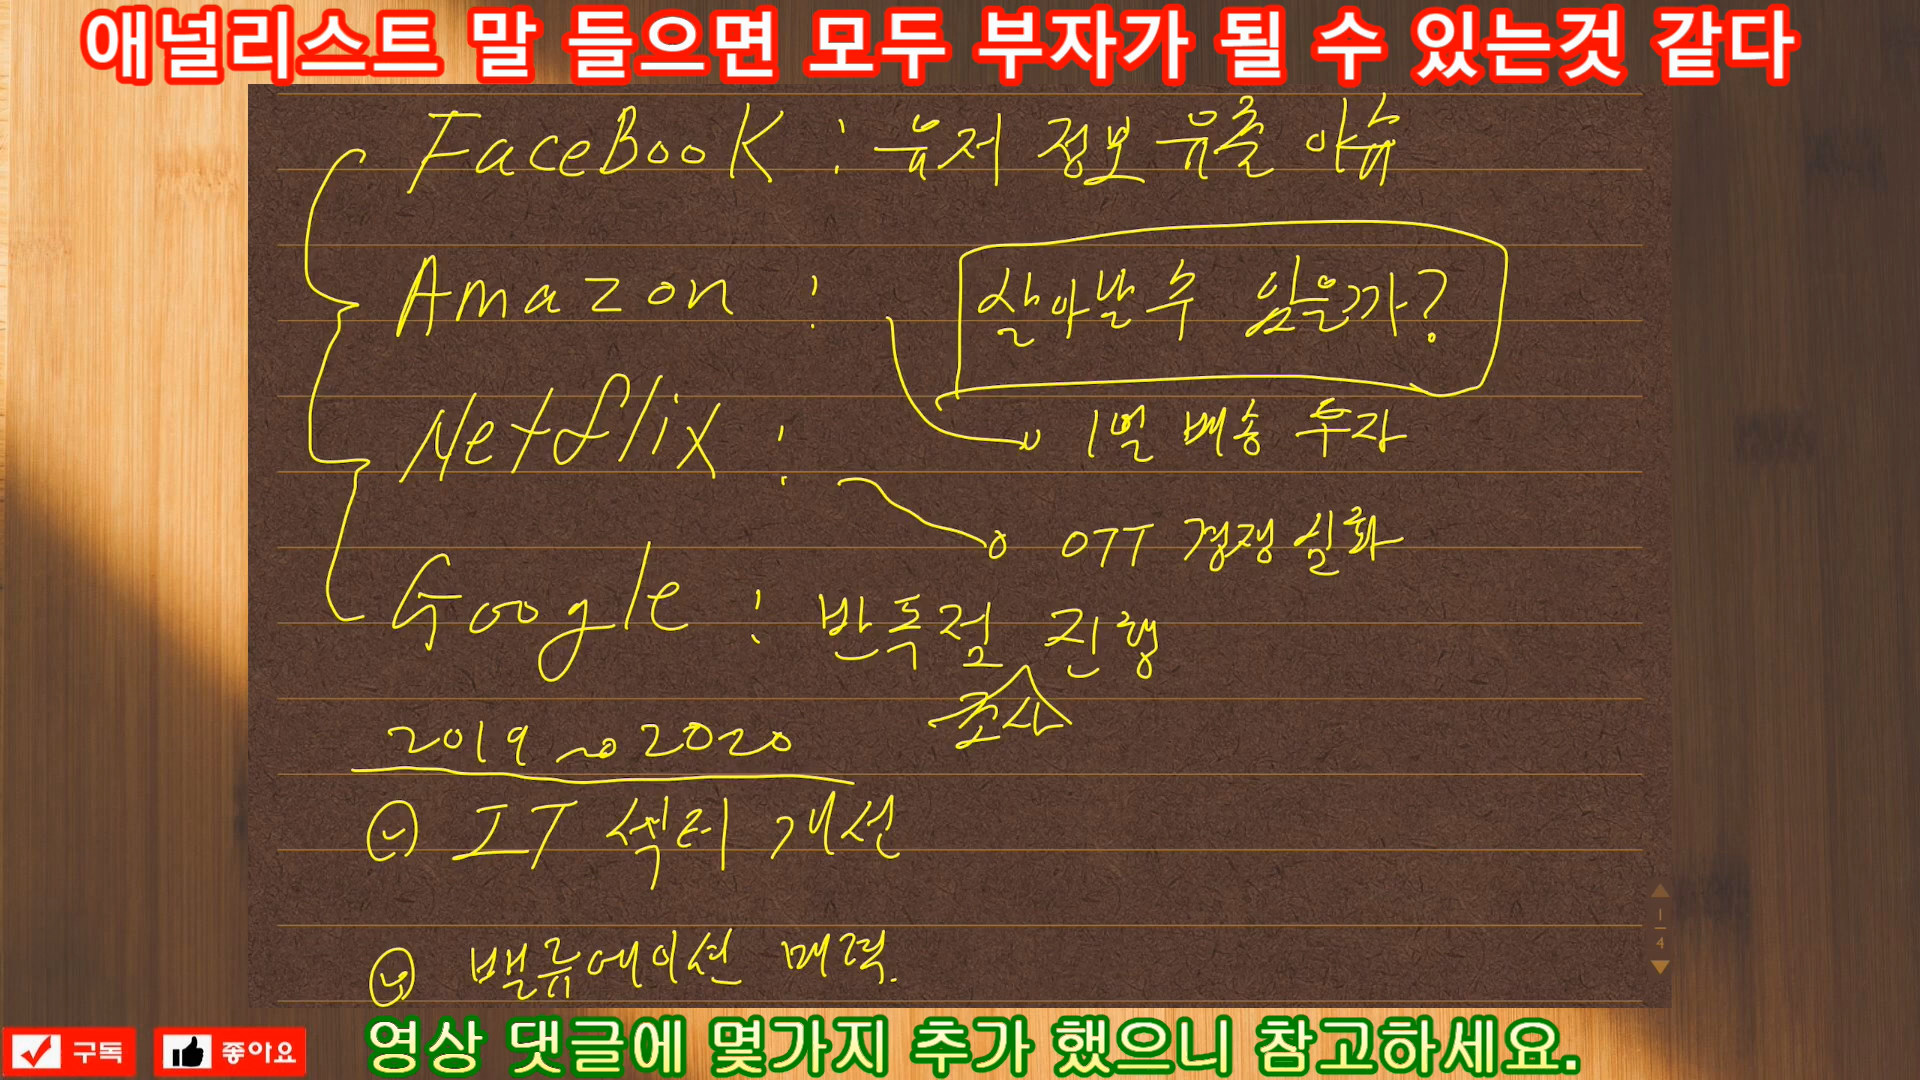 애널리스트 말 들으면 모두 부자가 될 수 있는것 같다
FaceBook : 유저 정보 유출 이슈
Amazon : 살아날 수 있을까?
1일 배송 투자
Netflix :
OTT 경쟁 심화
Google : 반독점 진행
조사
2019 ~ 2020
IT 섹터 개선
밸류에이션 매력.
1
4
구독
좋아요
영상 댓글에 몇가지 추가 했으니 참고하세요.